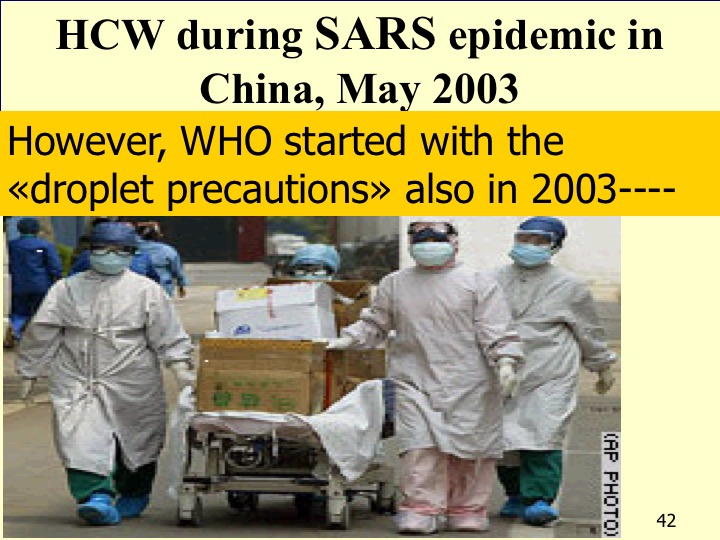 HCW during SARS epidemic in
China, May 2003
However, WHO started with the
«droplet precautions» also in 2003----
(AP PHOTO)
42